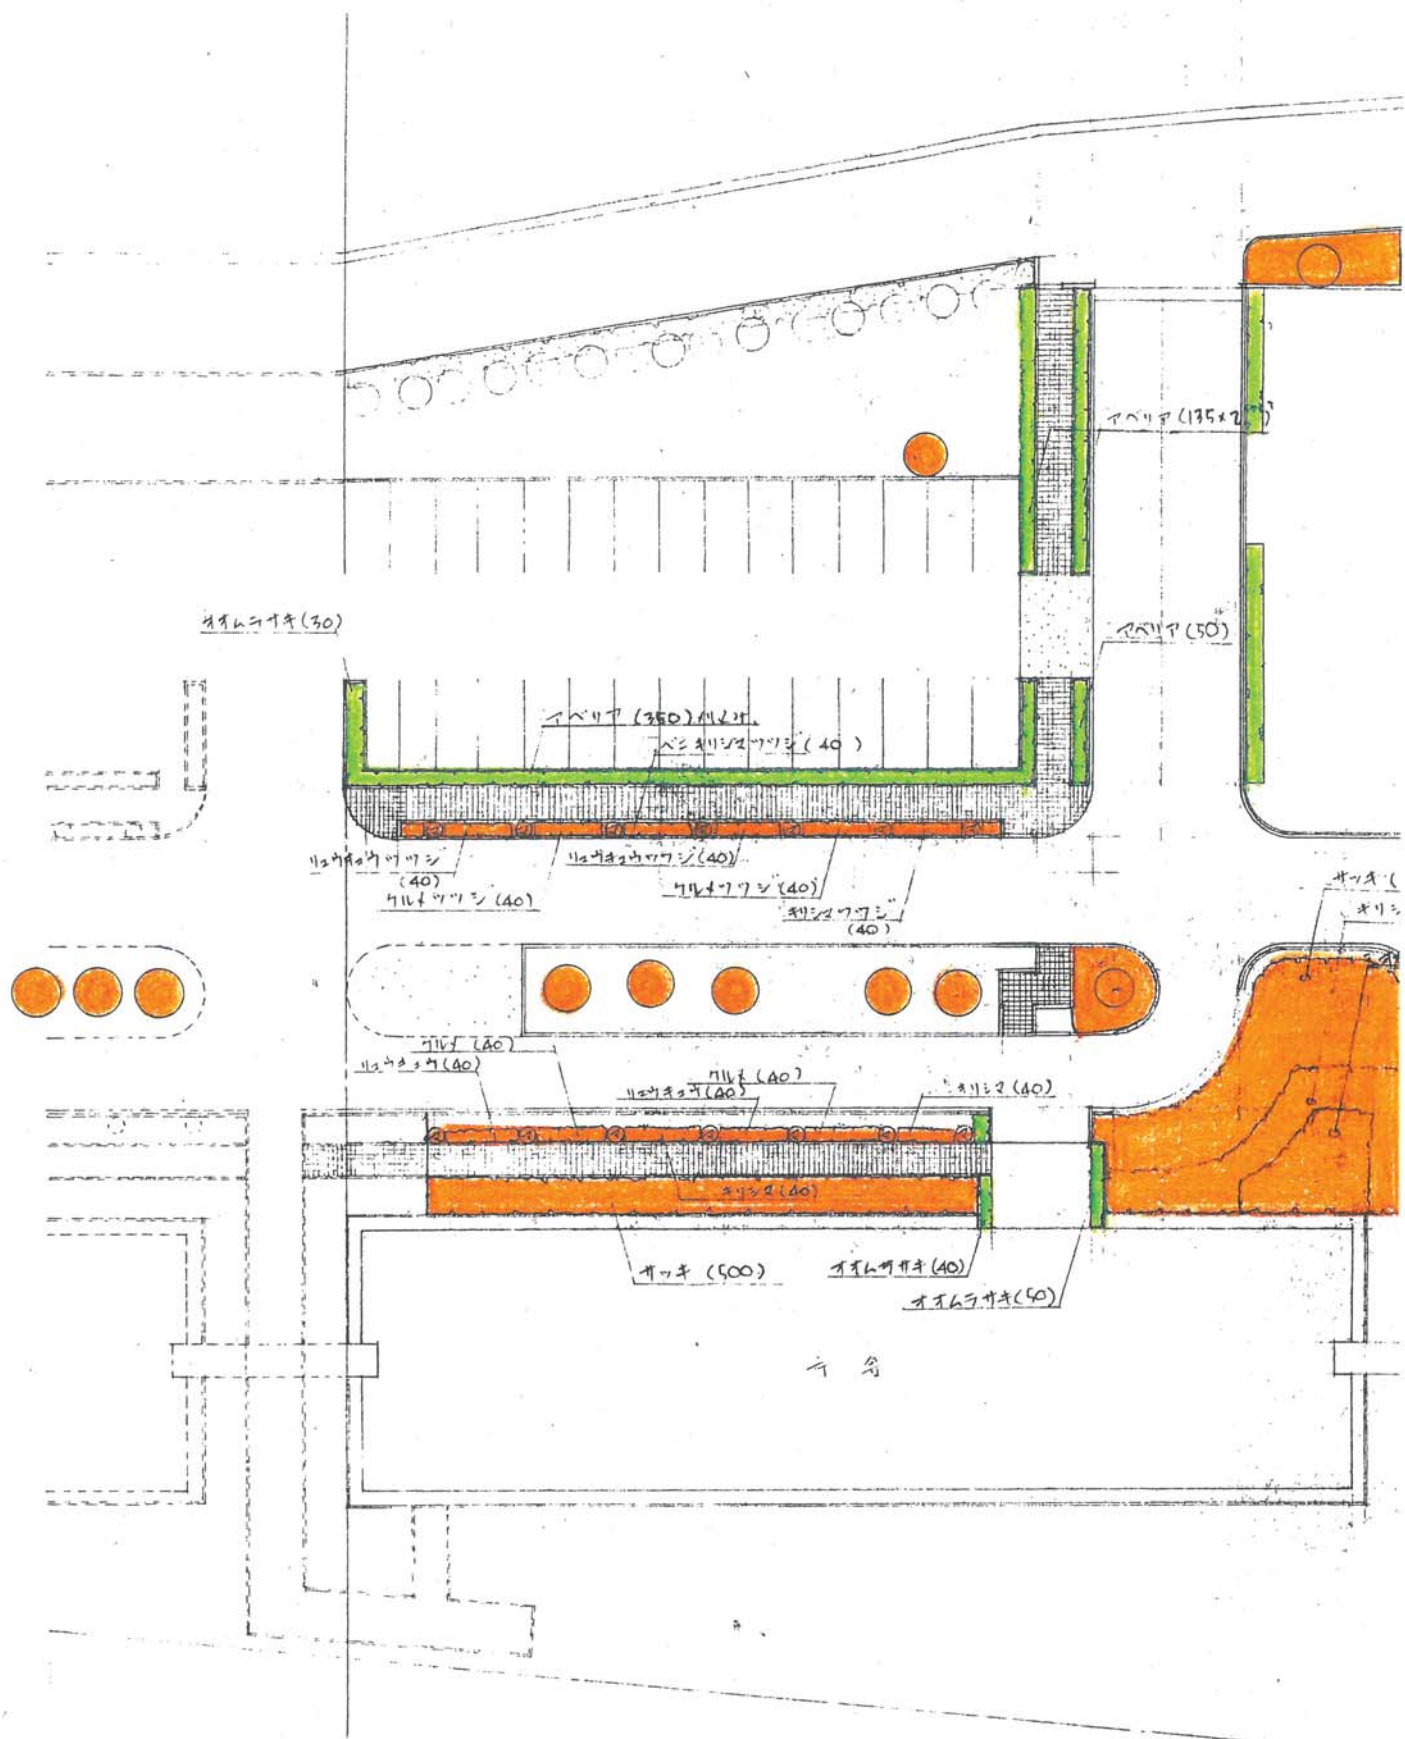 アベリア(135×2
オオムラサキ(30)
アベリア(50)
アベリア(350)
ベニキリシマツツジ(40)
リュウキュウツツジ
(40)
リュウキュウツツジ(40)
クルメツツジ(40)
クルメツツジ(40)
キリシマツツジ
(40)
サツキ(
キリシ
クルメ(40)
リュウキュウ(40)
クルメ(40)
リュウキュウ(40)
キリシマ(40)
キリシマ(40)
サツキ(500)
オオムラサキ(40)
オオムラサキ(50)